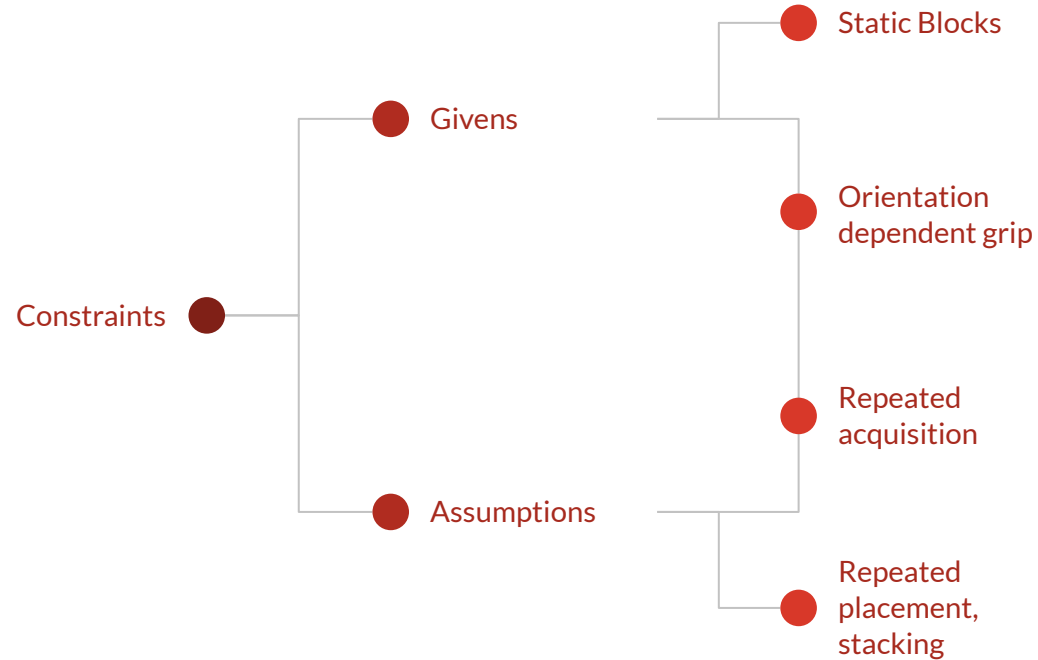 Static Blocks
Givens
Orientation
dependent grip
Constraints
Repeated
acquisition
Assumptions
Repeated
placement,
stacking